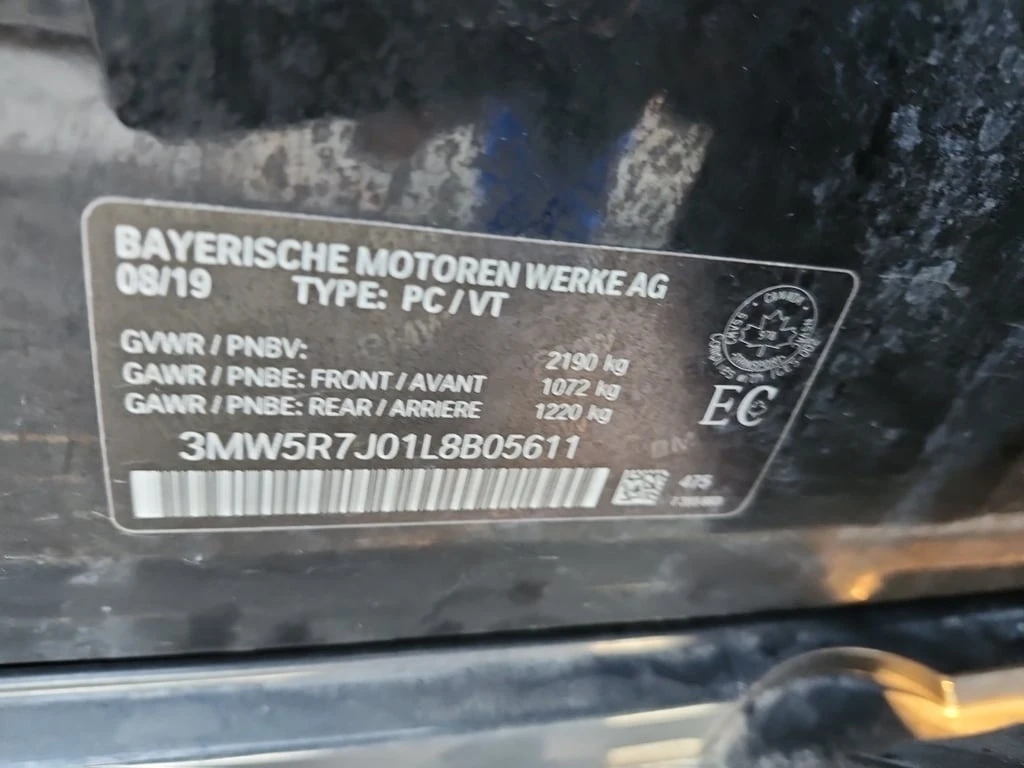 BAYERISCHE MOTOREN WERKE AG
08/19 TYPE: PC/VT
GVWR / PNBV: 2190 kg
GAWR / PNBE: FRONT / AVANT 1072 kg
GAWR / PNBE: REAR / ARRIERE 1220 kg
EC
3MW5R7J01L8B05611
475